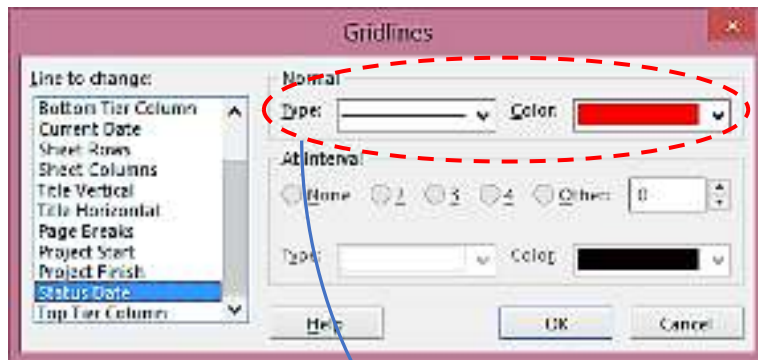 Gridlines
Line to change:
Normal
Bottom Tier Column
Current Date
Sheet Rows
Sheet Columns
Title Vertical
Title Horizontal
Page Breaks
Project Start
Project Finish
Status Date
Top Tier Column
Type:
Color:
At interval
None 2 3 4 Other: 0
Type:
Color:
Help OK Cancel